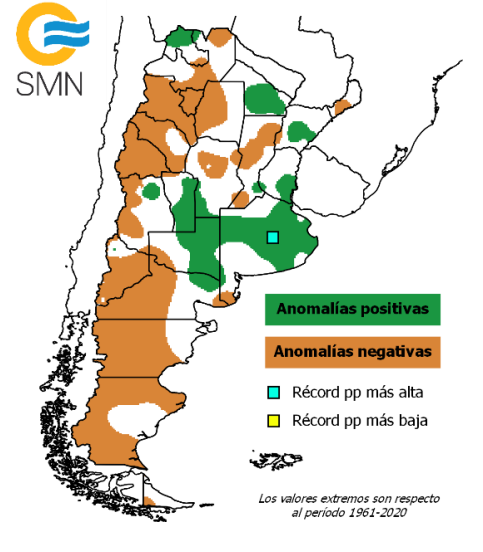 SMN
Anomalías positivas
Anomalías negativas
Récord pp más alta
Récord pp más baja
Los valores extremos son respecto
al período 1961-2020